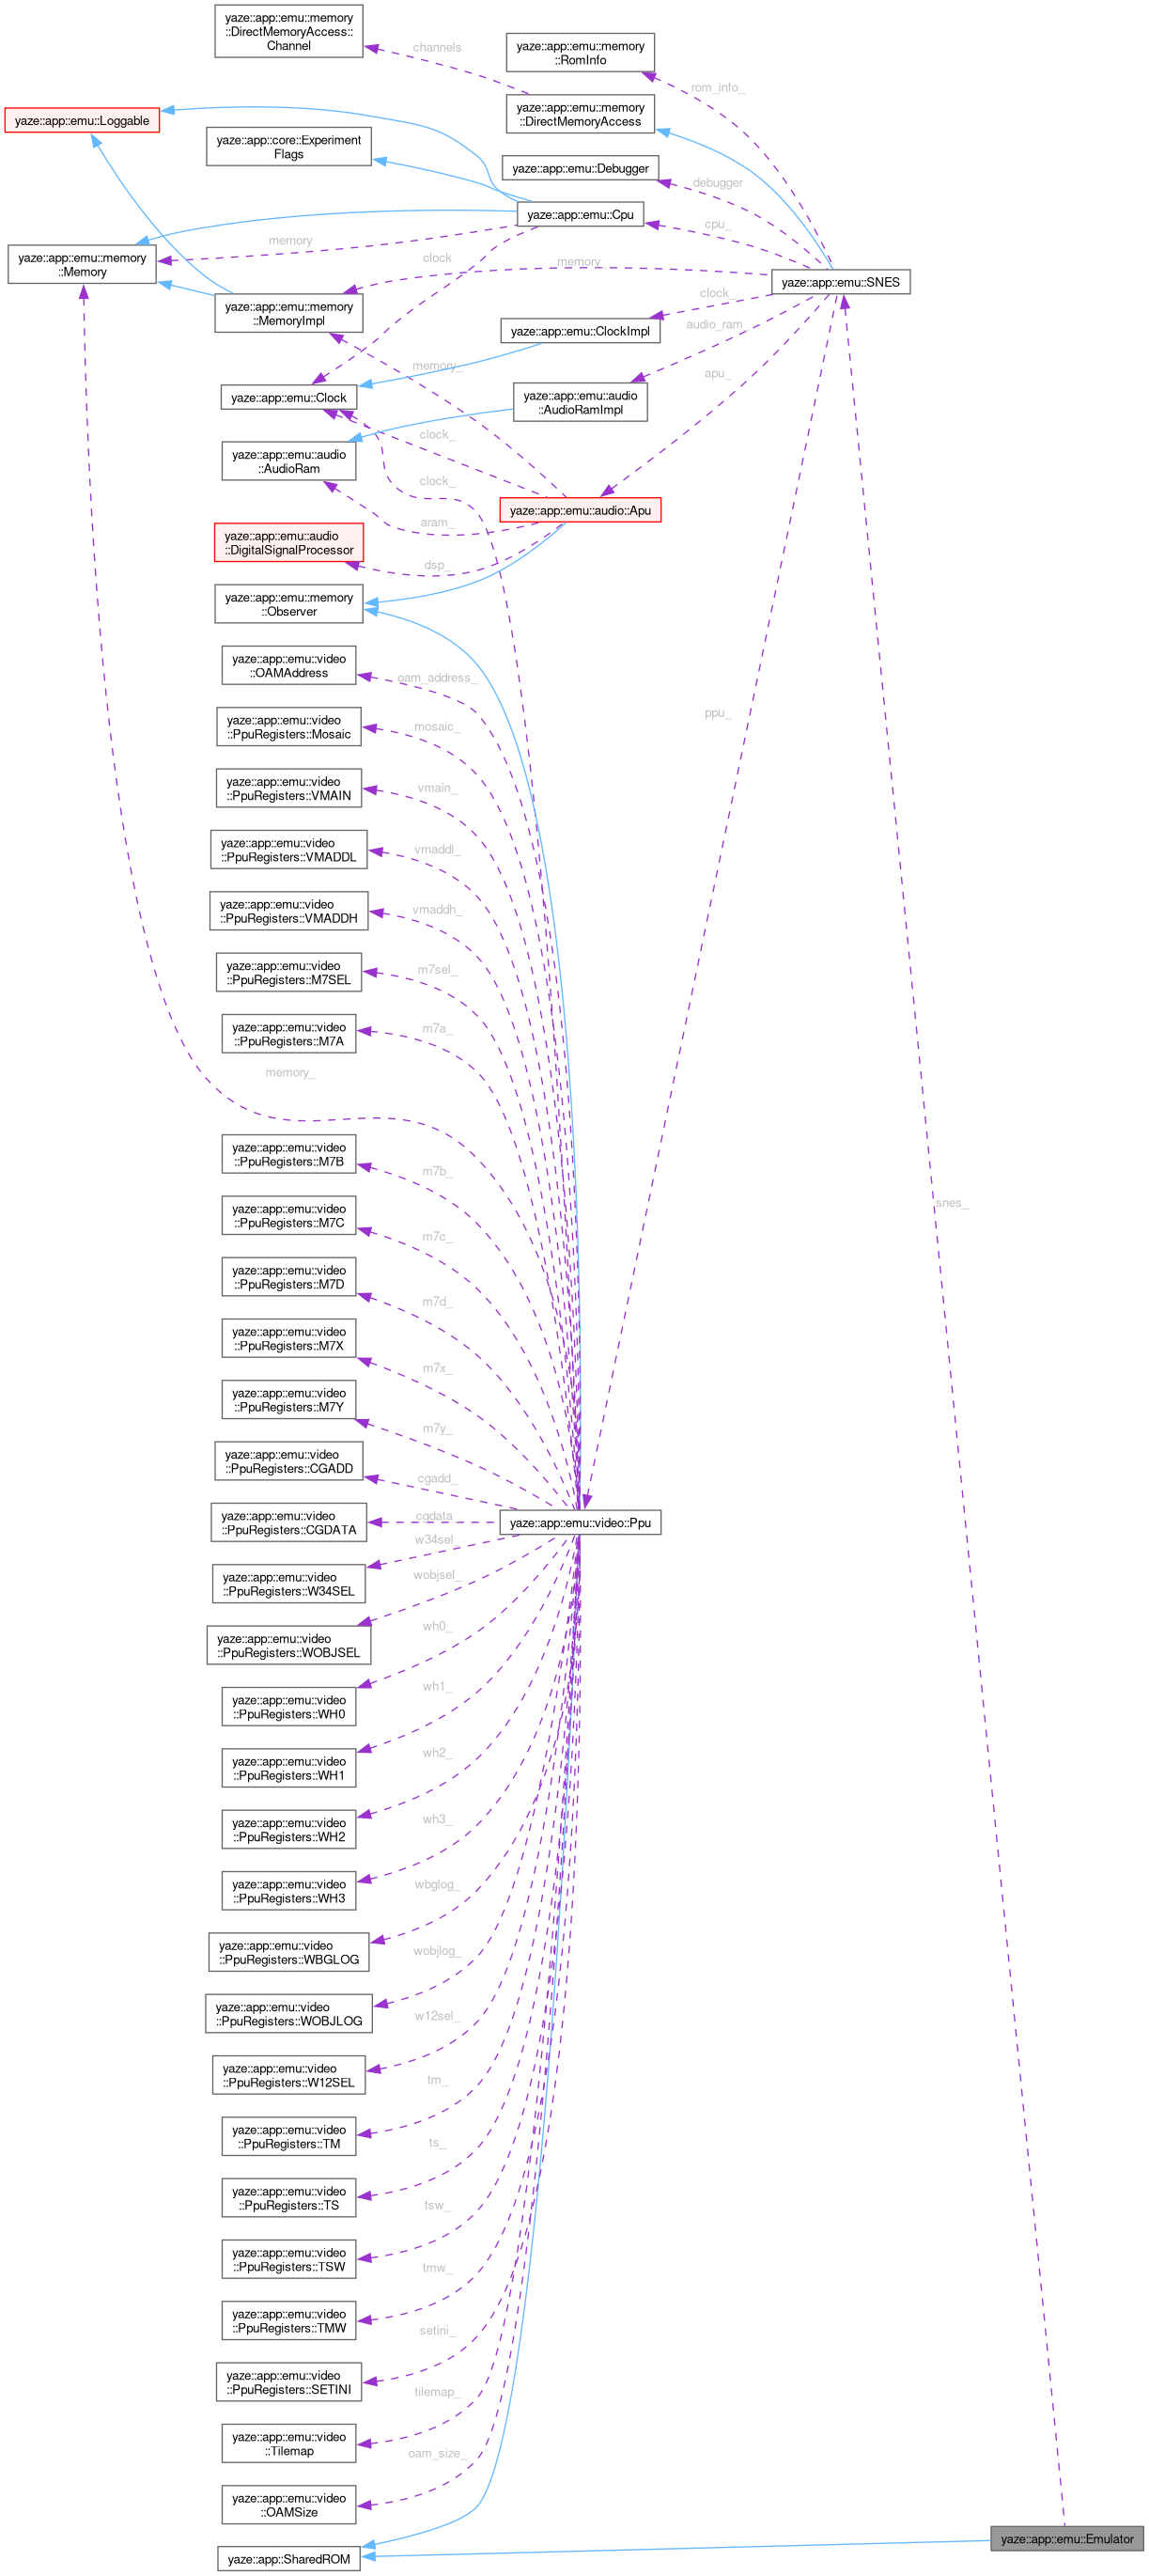 yaze::app::emu::memory
::DirectMemoryAccess::
Channel
channels
yaze::app::emu::memory
::RomInfo
rom_info_
yaze::app::emu::memory
::DirectMemoryAccess
yaze::app::emu::Loggable
yaze::app::core::Experiment
Flags
yaze::app::emu::Debugger
debugger
yaze::app::emu::Cpu
cpu_
yaze::app::emu::memory
::Memory
memory
clock
memory
yaze::app::emu::SNES
yaze::app::emu::memory
::MemoryImpl
clock_
yaze::app::emu::ClockImpl
audio_ram_
memory_
apu_
yaze::app::emu::Clock
yaze::app::emu::audio
::AudioRamImpl
clock_
yaze::app::emu::audio
::AudioRam
clock_
yaze::app::emu::audio::Apu
aram_
yaze::app::emu::audio
::DigitalSignalProcessor
dsp_
yaze::app::emu::memory
::Observer
yaze::app::emu::video
::OAMAddress
oam_address_
ppu_
yaze::app::emu::video
::PpuRegisters::Mosaic
mosaic_
yaze::app::emu::video
::PpuRegisters::VMAIN
vmain_
yaze::app::emu::video
::PpuRegisters::VMADDL
vmaddl_
yaze::app::emu::video
::PpuRegisters::VMADDH
vmaddh_
yaze::app::emu::video
::PpuRegisters::M7SEL
m7sel_
yaze::app::emu::video
::PpuRegisters::M7A
m7a_
memory_
yaze::app::emu::video
::PpuRegisters::M7B
m7b_
yaze::app::emu::video
::PpuRegisters::M7C
m7c_
snes_
yaze::app::emu::video
::PpuRegisters::M7D
m7d_
yaze::app::emu::video
::PpuRegisters::M7X
m7x_
yaze::app::emu::video
::PpuRegisters::M7Y
m7y_
yaze::app::emu::video
::PpuRegisters::CGADD
cgadd_
yaze::app::emu::video
::PpuRegisters::CGDATA
cgdata_
yaze::app::emu::video::Ppu
w34sel_
yaze::app::emu::video
::PpuRegisters::W34SEL
wobjsel_
yaze::app::emu::video
::PpuRegisters::WOBJSEL
wh0_
yaze::app::emu::video
::PpuRegisters::WH0
wh1_
yaze::app::emu::video
::PpuRegisters::WH1
wh2_
yaze::app::emu::video
::PpuRegisters::WH2
wh3_
yaze::app::emu::video
::PpuRegisters::WH3
wbglog_
yaze::app::emu::video
::PpuRegisters::WBGLOG
wobjlog_
yaze::app::emu::video
::PpuRegisters::WOBJLOG
w12sel_
yaze::app::emu::video
::PpuRegisters::W12SEL
tm_
yaze::app::emu::video
::PpuRegisters::TM
ts_
yaze::app::emu::video
::PpuRegisters::TS
tsw_
yaze::app::emu::video
::PpuRegisters::TSW
tmw_
yaze::app::emu::video
::PpuRegisters::TMW
setini_
yaze::app::emu::video
::PpuRegisters::SETINI
tilemap_
yaze::app::emu::video
::Tilemap
oam_size_
yaze::app::emu::video
::OAMSize
yaze::app::SharedROM
yaze::app::emu::Emulator